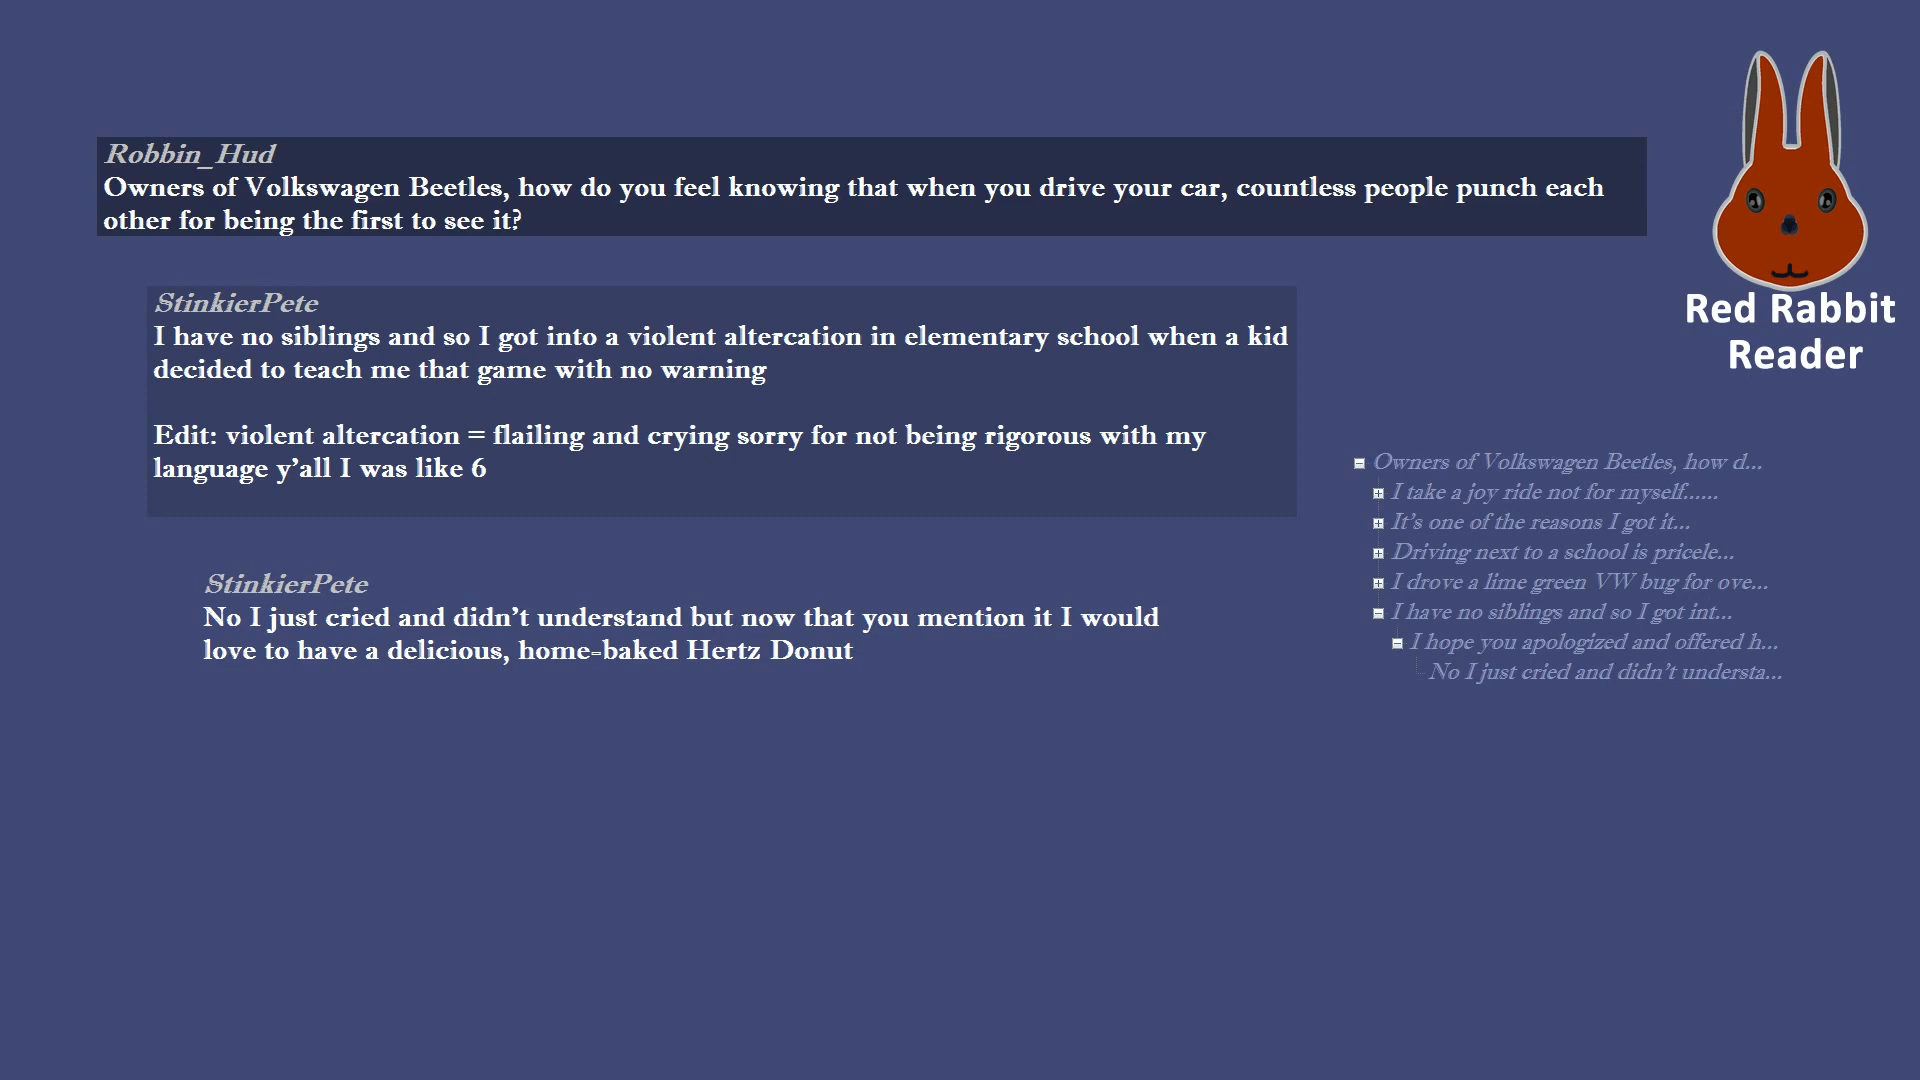 Robbin_Hud
Owners of Volkswagen Beetles, how do you feel knowing that when you drive your car, countless people punch each
other for being the first to see it?
StinkierPete
I have no siblings and so I got into a violent altercation in elementary school when a kid
decided to teach me that game with no warning
Edit: violent altercation = flailing and crying sorry for not being rigorous with my
language y'all I was like 6
StinkierPete
No I just cried and didn't understand but now that you mention it I would
love to have a delicious, home-baked Hertz Donut
Red Rabbit
Reader
Owners of Volkswagen Beetles, how d...
I take a joy ride not for myself......
It's one of the reasons I got it...
Driving next to a school is pricele...
I drove a lime green VW bug for ove...
I have no siblings and so I got int...
I hope you apologized and offered h...
No I just cried and didn't understa...